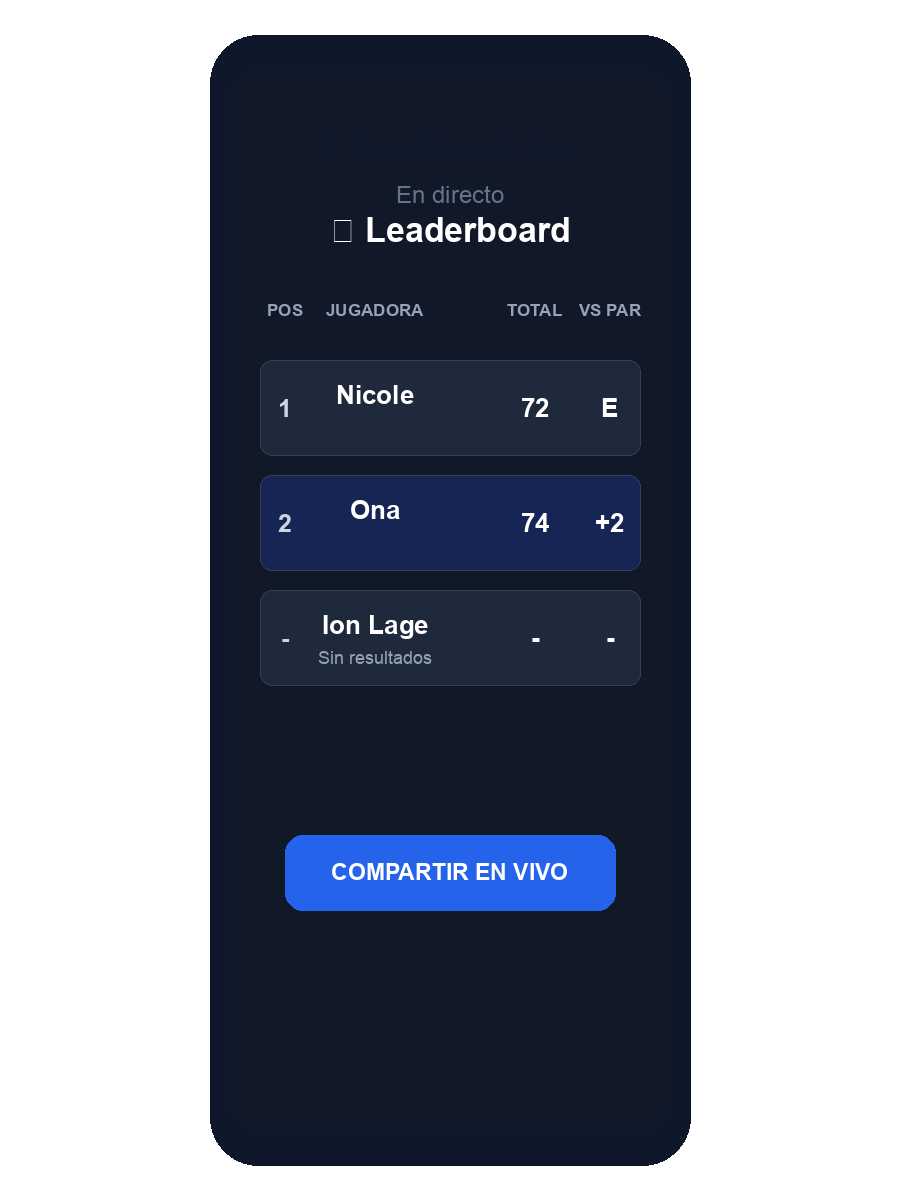 Clasificación
En directo
Leaderboard
POS JUGADORA TOTAL VS PAR
1 Nicole 72 E
2 Ona 74 +2
- Ion Lage - -
Sin resultados
COMPARTIR EN VIVO